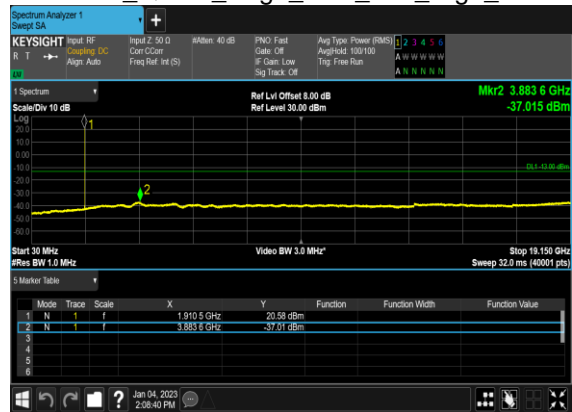 Spectrum Analyzer 1
Swept SA
+
KEYSIGHT
R T
LW
Input: RF
Coupling: DC
Align: Auto
Input Z: 50 Ω
Corr CCorr
Freq Ref: Int (S)
#Atten: 40 dB
PNO: Fast
Gate: Off
IF Gain: Low
Sig Track: Off
Avg Type: Power (RMS)
Avg|Hold: 100/100
Trig: Free Run
1 2 3 4 5 6
A W W W W W
A N N N N N
1 Spectrum
Scale/Div 10 dB
Ref Lvl Offset 8.00 dB
Ref Level 30.00 dBm
Mkr2 3.883 6 GHz
-37.015 dBm
Log
20.0
10.0
0.00
-10.0
-20.0
-30.0
-40.0
-50.0
-60.0
1
2
DL1 -13.00 dBm
Start 30 MHz
#Res BW 1.0 MHz
Video BW 3.0 MHz*
Stop 19.150 GHz
Sweep 32.0 ms (40001 pts)
5 Marker Table
Mode Trace Scale X Y Function Function Width Function Value
1 N 1 f 1.910 5 GHz 20.58 dBm
2 N 1 f 3.883 6 GHz -37.01 dBm
3
4
5
6
?
Jan 04, 2023
2:08:40 PM